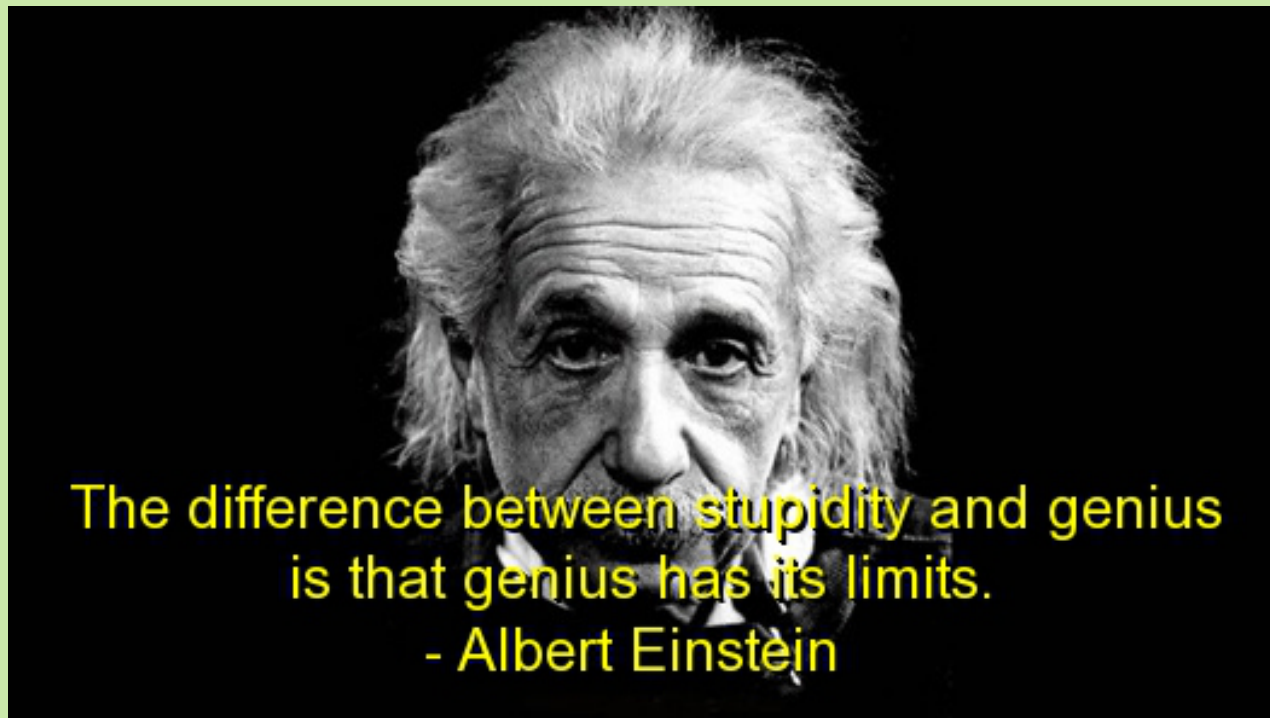 The difference between stupidity and genius
is that genius has its limits.
- Albert Einstein